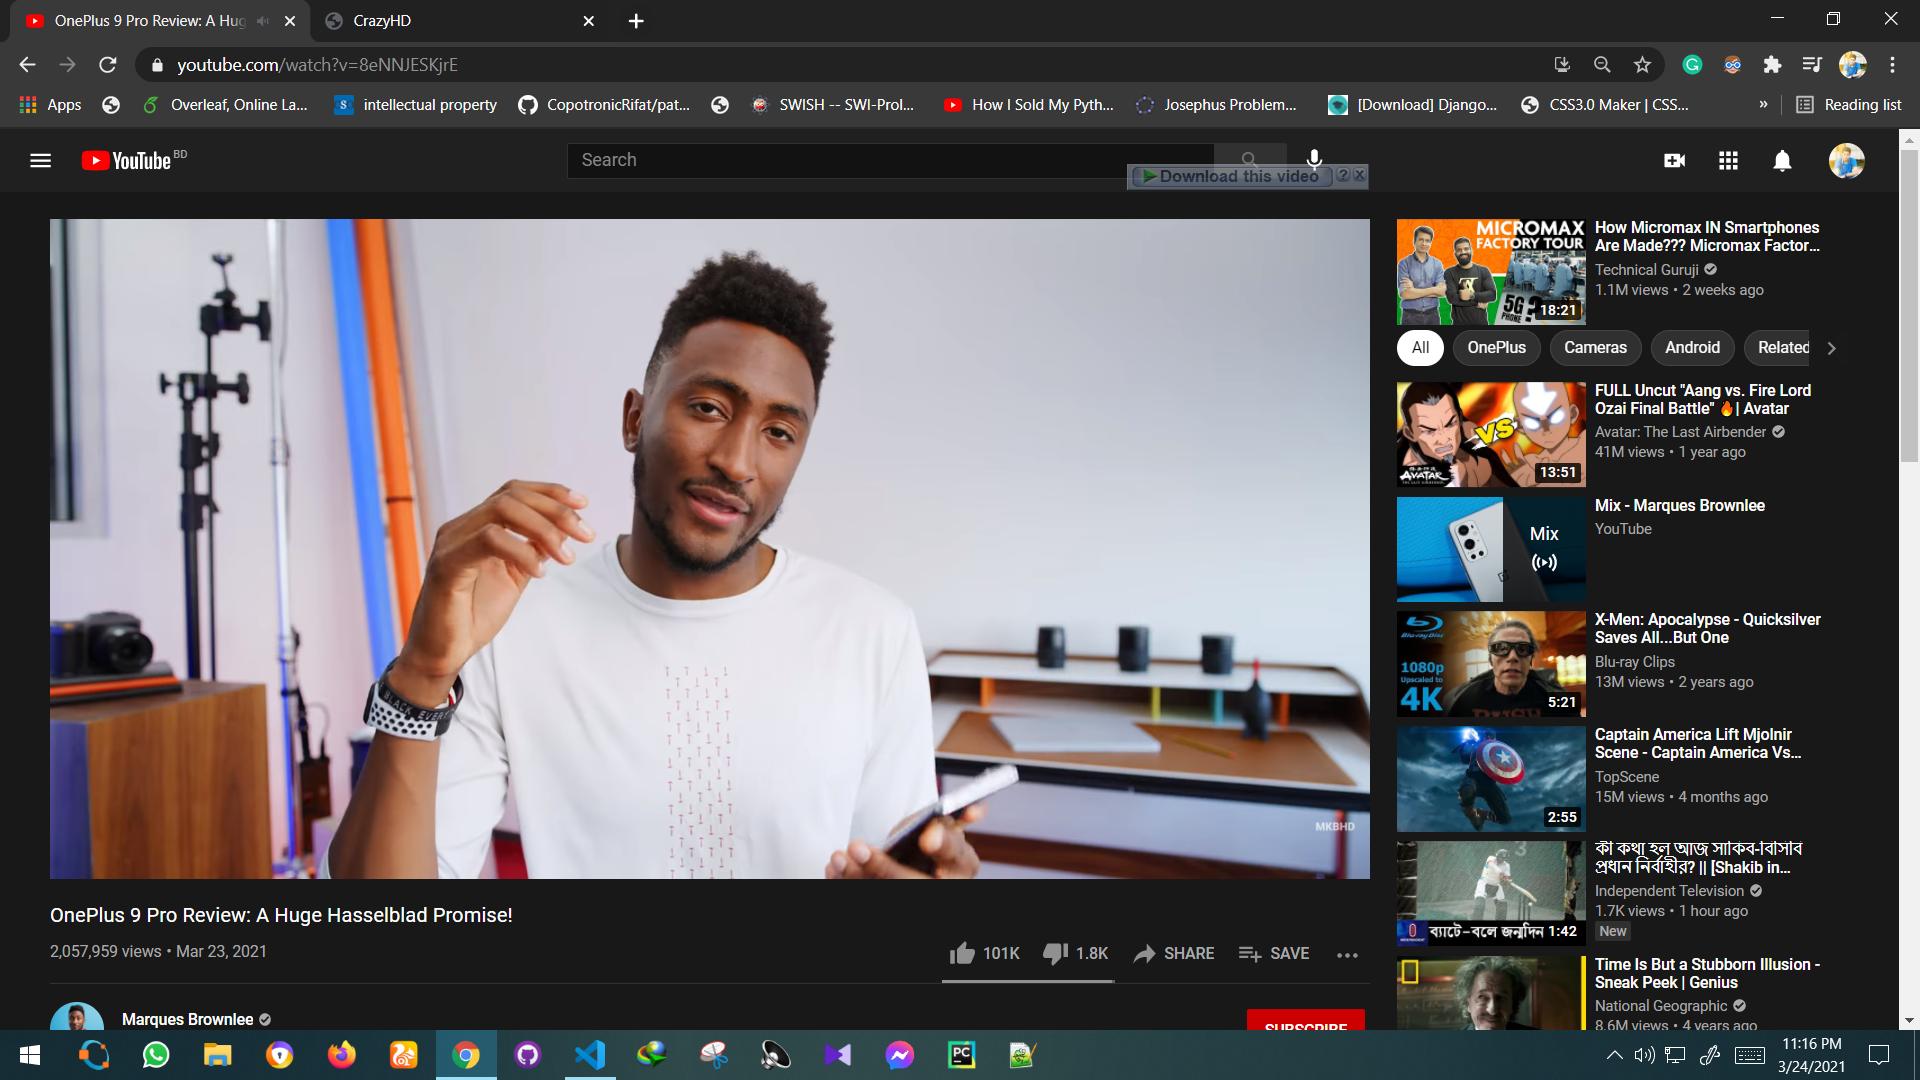 OnePlus 9 Pro Review: A Hug
CrazyHD
youtube.com/watch?v=8eNNJESKjrE
Apps
Overleaf, Online La...
intellectual property
CopotronicRifat/pat...
SWISH -- SWI-Prol...
How I Sold My Pyth...
Josephus Problem...
[Download] Django...
CSS3.0 Maker | CSS...
»
Reading list
YouTube BD
Search
Download this video
MKBHD
OnePlus 9 Pro Review: A Huge Hasselblad Promise!
2,057,959 views • Mar 23, 2021
101K
1.8K
SHARE
SAVE
Marques Brownlee
SUBSCRIBE
MICROMAX
FACTORY TOUR
5G
PHONE ?
18:21
How Micromax IN Smartphones
Are Made??? Micromax Factor...
Technical Guruji
1.1M views • 2 weeks ago
All
OnePlus
Cameras
Android
Related
VS
AVATAR
13:51
FULL Uncut "Aang vs. Fire Lord
Ozai Final Battle" 🔥| Avatar
Avatar: The Last Airbender
41M views • 1 year ago
Mix
Mix - Marques Brownlee
YouTube
Blu-ray Disc
1080p
Upscaled to
4K
5:21
X-Men: Apocalypse - Quicksilver
Saves All...But One
Blu-ray Clips
13M views • 2 years ago
2:55
Captain America Lift Mjolnir
Scene - Captain America Vs...
TopScene
15M views • 4 months ago
ব্যাটে-বলে জন্মদিন
1:42
কী কথা হল আজ সাকিব-বিসিবি
প্রধান নির্বাহীর? || [Shakib in...
Independent Television
1.7K views • 1 hour ago
New
Time Is But a Stubborn Illusion -
Sneak Peek | Genius
National Geographic
8.6M views • 4 years ago
PC
11:16 PM
3/24/2021